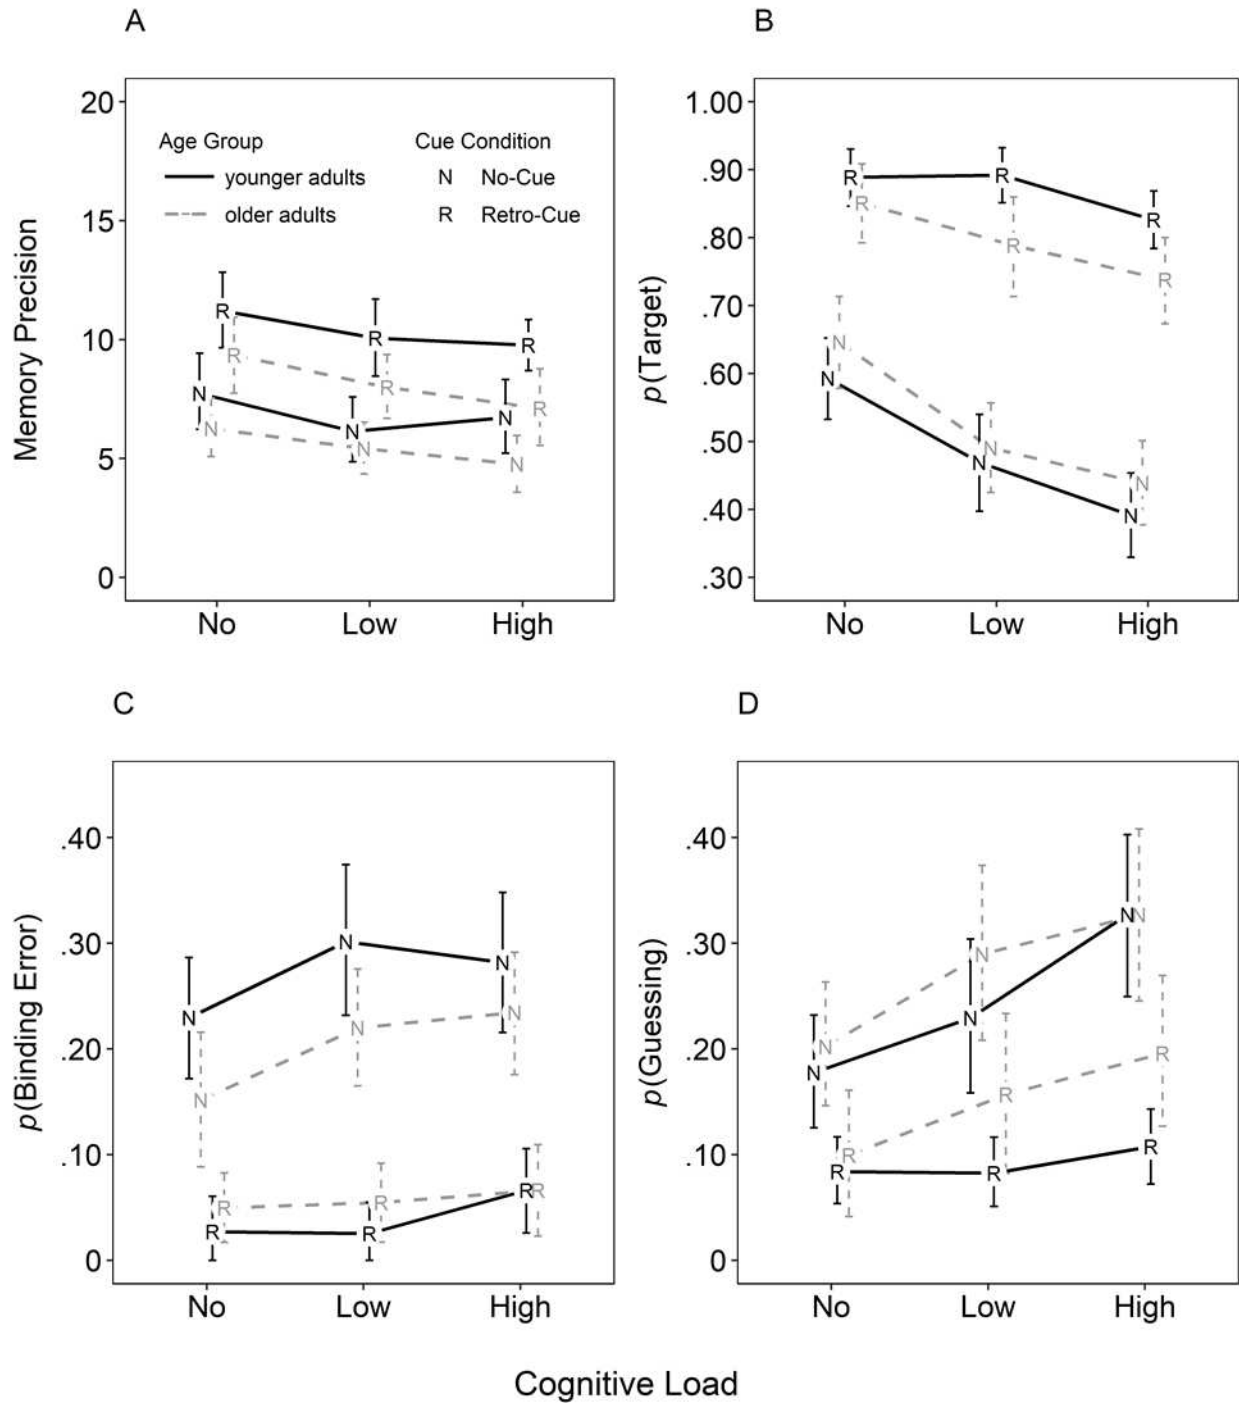 A
B
20
15
10
5
0
Memory Precision
Age Group
Cue Condition
younger adults
N No-Cue
older adults
R Retro-Cue
R
R
R
R
R
R
N
N
N
N
N
N
No Low High
1.00
.90
.80
.70
.60
.50
.40
.30
p(Target)
R
R
R
R
R
R
N
N
N
N
N
N
No Low High
C
D
.40
.30
.20
.10
0
p(Binding Error)
N
N
N
N
N
N
R
R
R
R
R
R
No Low High
.40
.30
.20
.10
0
p(Guessing)
N
N
N
N
N
N
R
R
R
R
R
R
No Low High
Cognitive Load